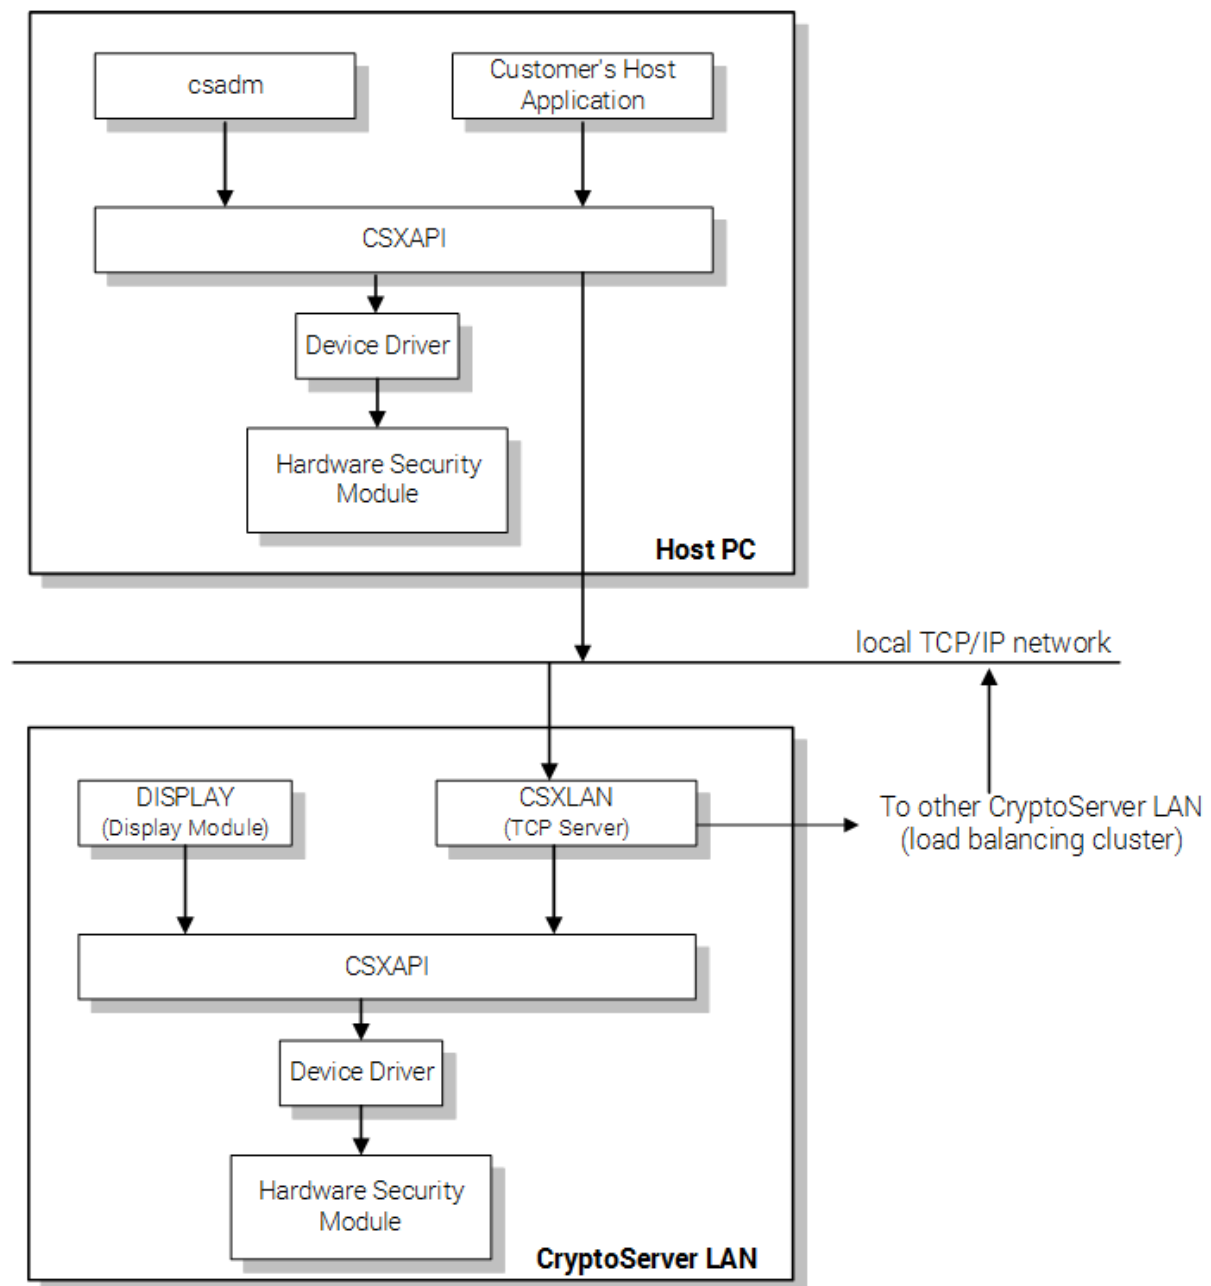 csadm
Customer's Host
Application
CSXAPI
Device Driver
Hardware Security
Module
Host PC
local TCP/IP network
DISPLAY
(Display Module)
CSXLAN
(TCP Server)
To other CryptoServer LAN
(load balancing cluster)
CSXAPI
Device Driver
Hardware Security
Module
CryptoServer LAN